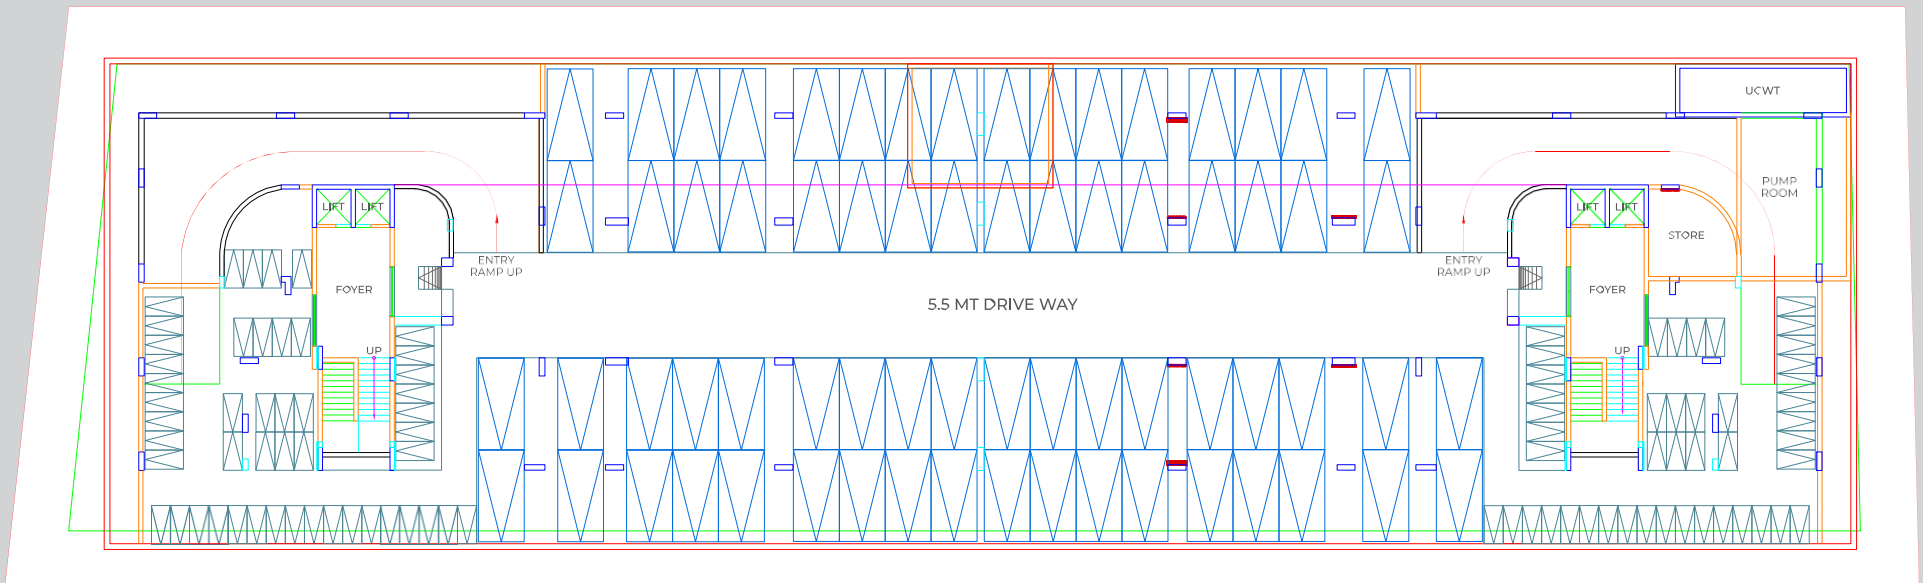 UCWT
PUMP
ROOM
LIFT LIFT
LIFT LIFT
STORE
ENTRY
RAMP UP
ENTRY
RAMP UP
FOYER
FOYER
5.5 MT DRIVE WAY
UP
UP